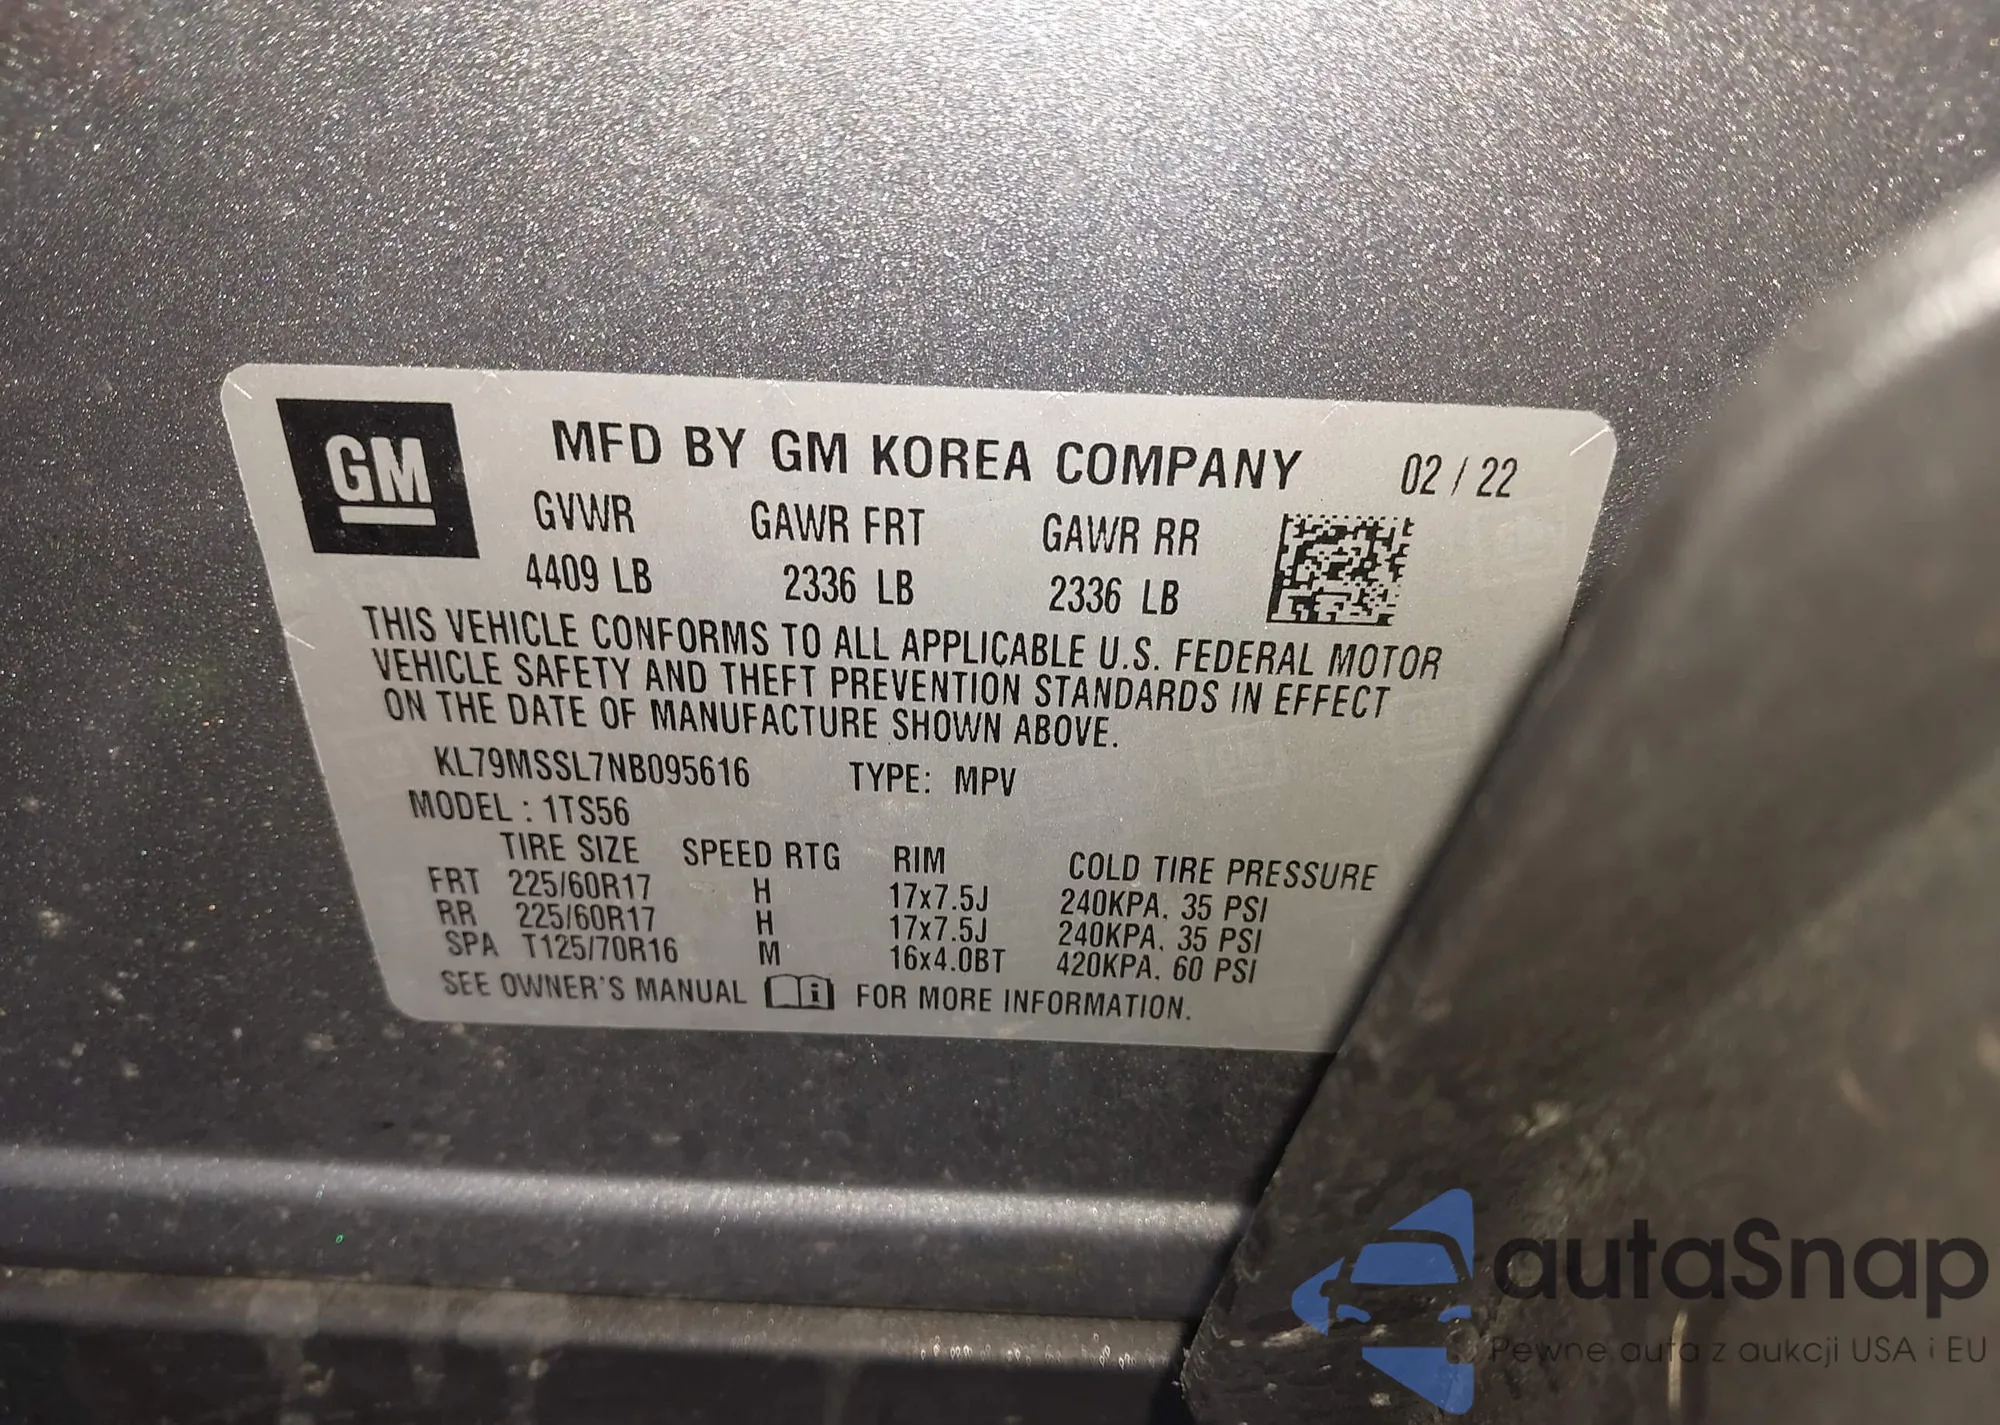 GM
MFD BY GM KOREA COMPANY 02 / 22
GVWR GAWR FRT GAWR RR
4409 LB 2336 LB 2336 LB
THIS VEHICLE CONFORMS TO ALL APPLICABLE U.S. FEDERAL MOTOR
VEHICLE SAFETY AND THEFT PREVENTION STANDARDS IN EFFECT
ON THE DATE OF MANUFACTURE SHOWN ABOVE.
KL79MSSL7NB095616 TYPE: MPV
MODEL : 1TS56
TIRE SIZE SPEED RTG RIM COLD TIRE PRESSURE
FRT 225/60R17 H 17x7.5J 240KPA. 35 PSI
RR 225/60R17 H 17x7.5J 240KPA. 35 PSI
SPA T125/70R16 M 16x4.0BT 420KPA. 60 PSI
SEE OWNER'S MANUAL i FOR MORE INFORMATION.
autaSnap
Pewne auta z aukcji USA i EU